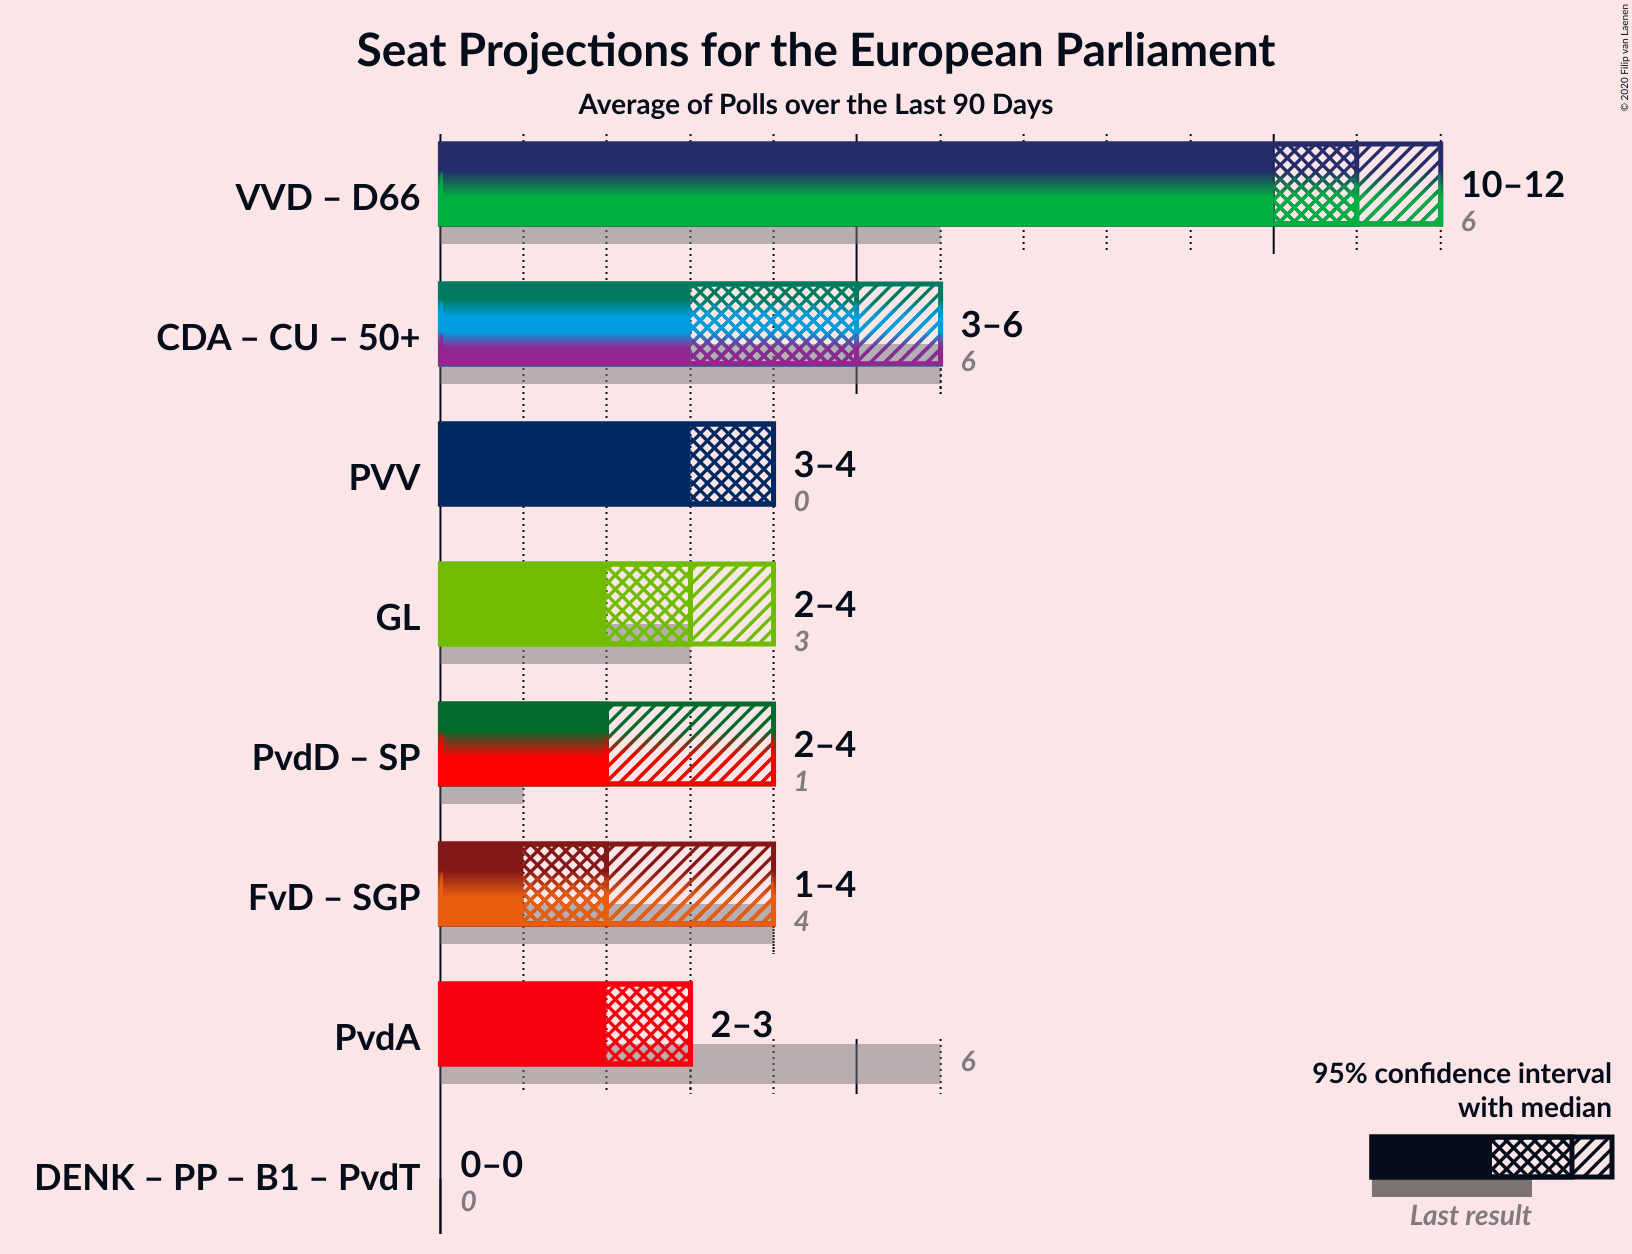 Seat Projections for the European Parliament
Average of Polls over the Last 90 Days
© 2020 Filip van Laenen
VVD – D66
10–12
6
CDA – CU – 50+
3–6
6
PVV
3–4
0
GL
2–4
3
PvdD – SP
2–4
1
FvD – SGP
1–4
4
PvdA
2–3
6
DENK – PP – B1 – PvdT
0–0
0
95% confidence interval
with median
Last result